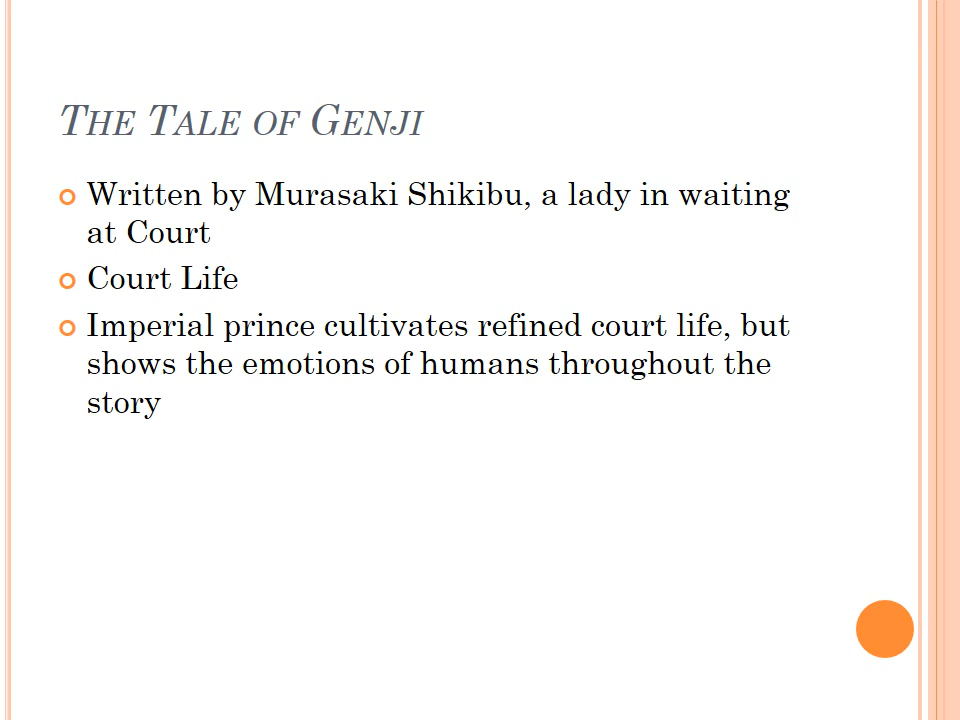 The Tale of Genji
Written by Murasaki Shikibu, a lady in waiting
at Court
Court Life
Imperial prince cultivates refined court life, but
shows the emotions of humans throughout the
story